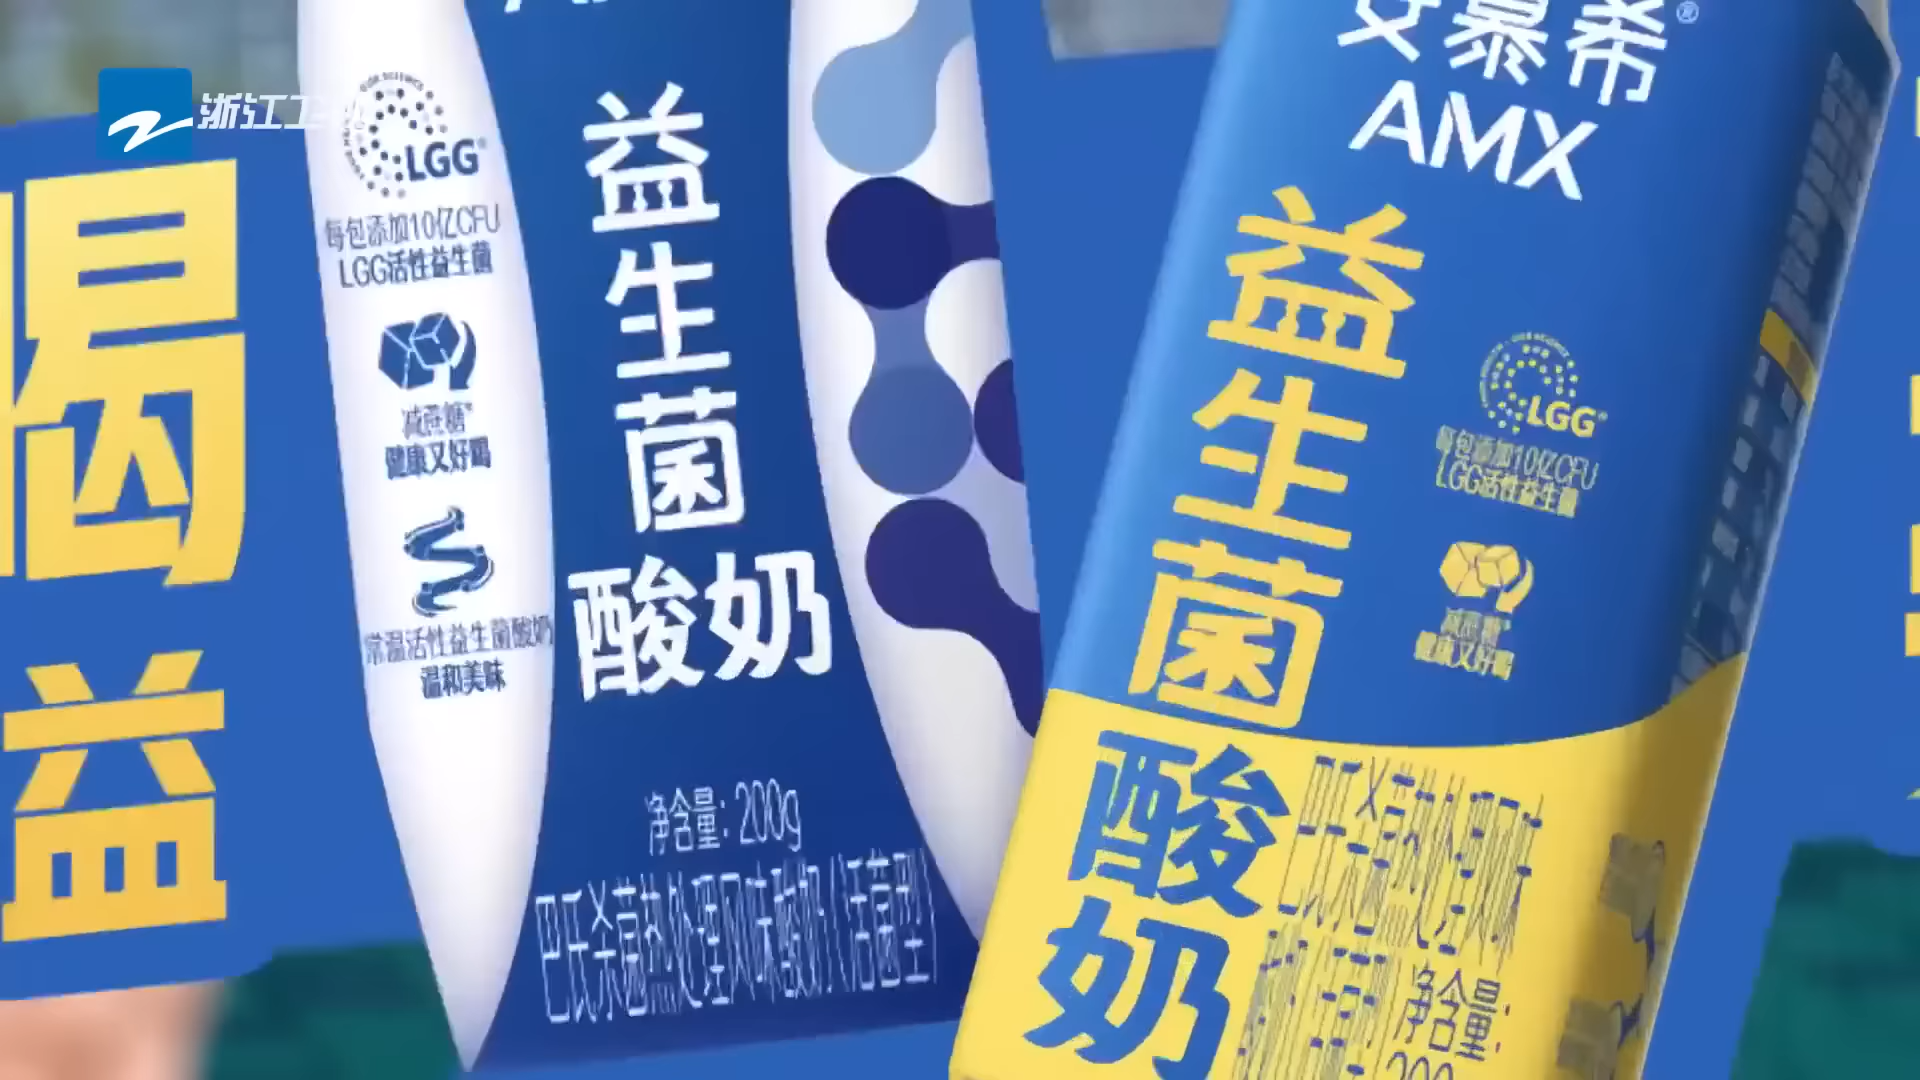 浙江卫视
喝
益
LGG®
每包添加10亿CFU
LGG活性益生菌
减蔗糖*
健康又好喝
常温活性益生菌酸奶
温和美味
益生菌
酸奶
净含量: 200g
巴氏杀菌热处理风味酸奶(活菌型)
安慕希®
AMX
益生菌
酸奶
LGG®
每包添加10亿CFU
LGG活性益生菌
减蔗糖*
健康又好喝
净含量: